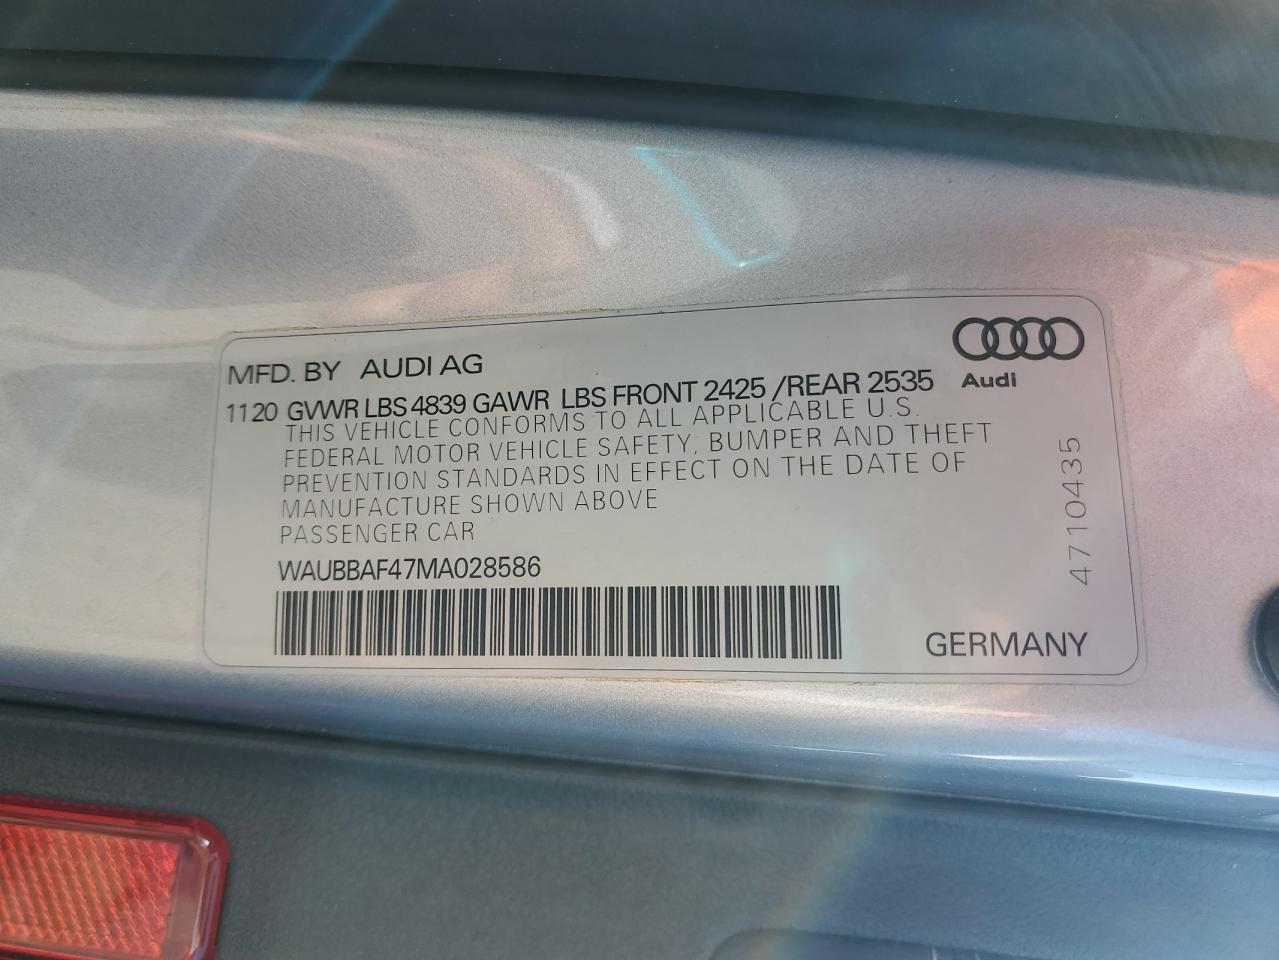 MFD. BY AUDI AG
1120 GVWR LBS 4839 GAWR LBS FRONT 2425 /REAR 2535
THIS VEHICLE CONFORMS TO ALL APPLICABLE U.S.
FEDERAL MOTOR VEHICLE SAFETY, BUMPER AND THEFT
PREVENTION STANDARDS IN EFFECT ON THE DATE OF
MANUFACTURE SHOWN ABOVE
PASSENGER CAR
WAUBBAF47MA028586
Audi
4710435
GERMANY